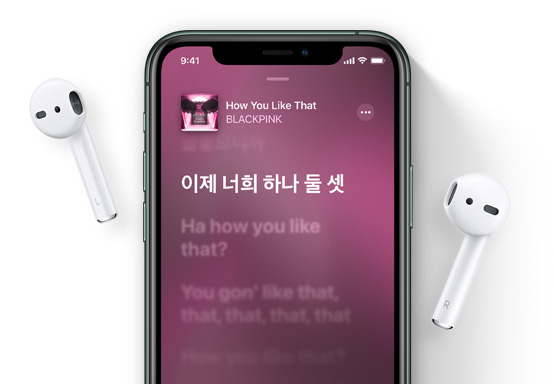 9:41
How You Like That
BLACKPINK
이제 너희 하나 둘 셋
Ha how you like
that?
You gon' like that,
that, that, that, that
How you like that?
L
R